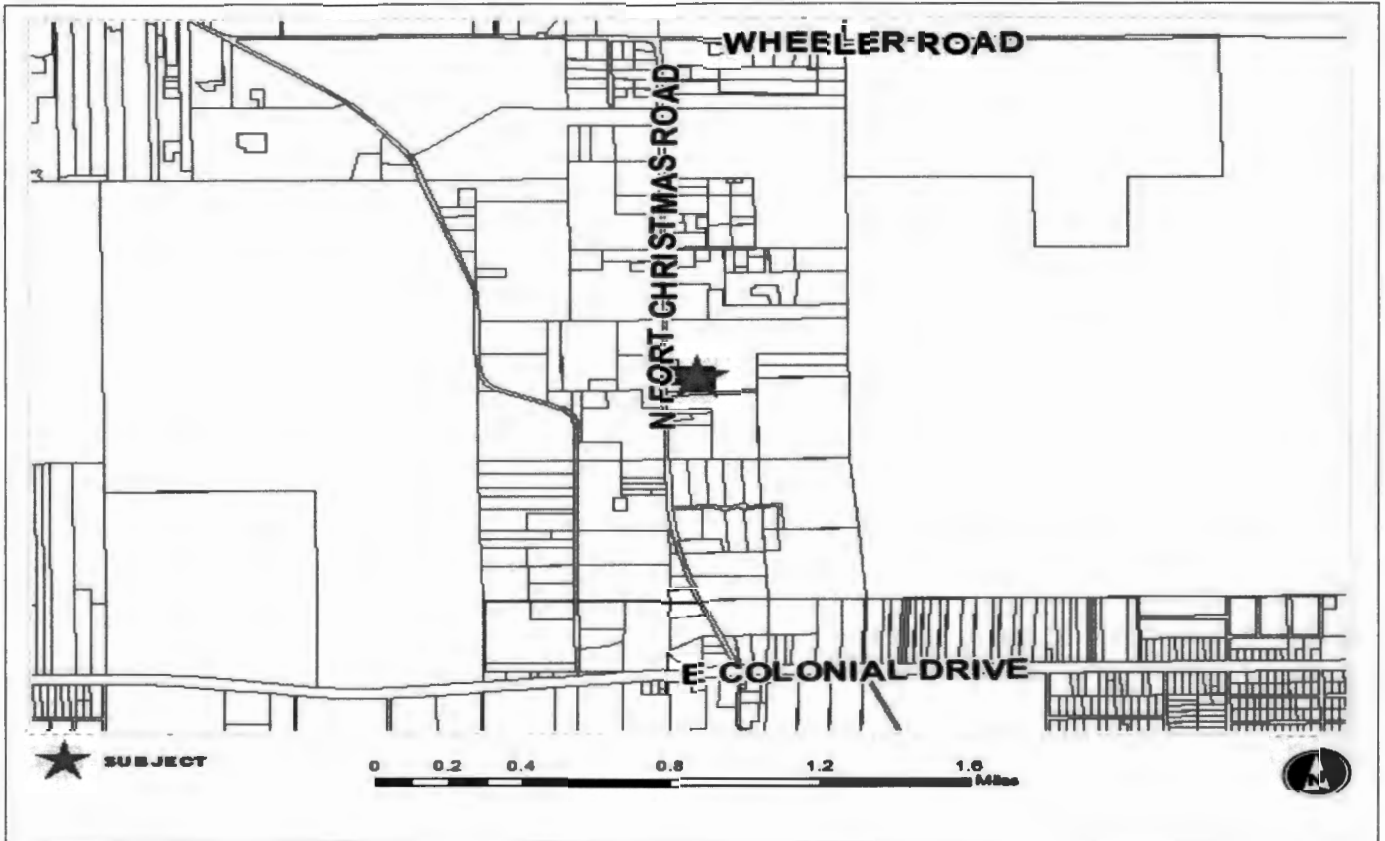 WHEELER ROAD
N FORT CHRISTMAS ROAD
E COLONIAL DRIVE
SUBJECT
0 0.2 0.4 0.8 1.2 1.6
Miles
N